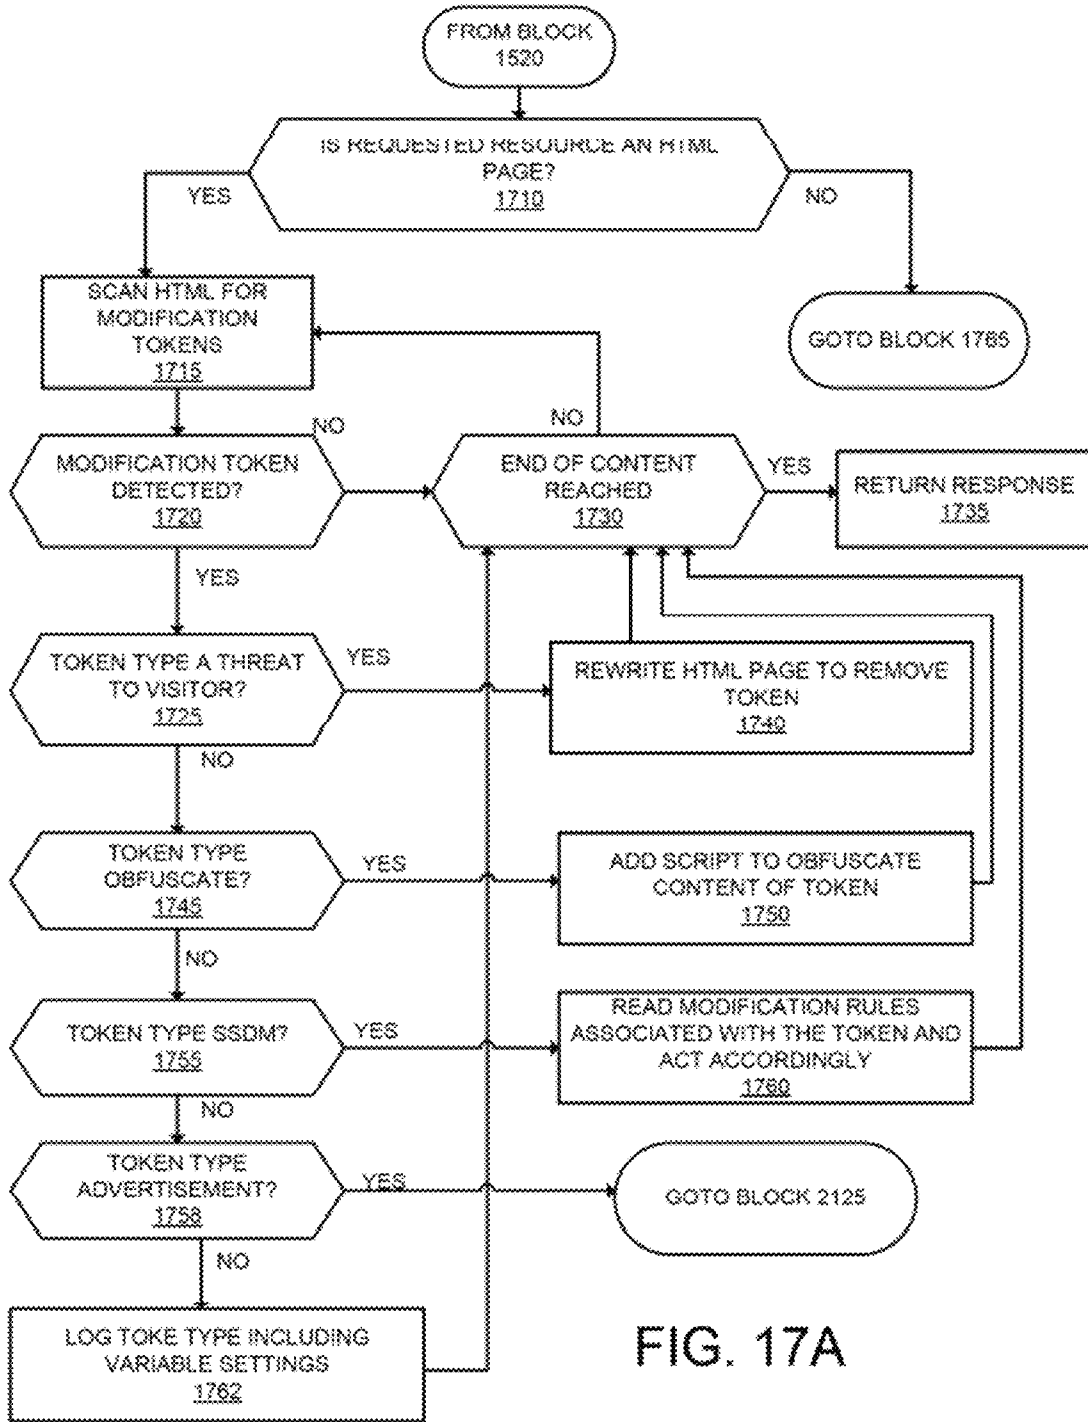 FROM BLOCK
1520
IS REQUESTED RESOURCE AN HTML
PAGE?
1710
YES
NO
SCAN HTML FOR
MODIFICATION
TOKENS
1715
GOTO BLOCK 1765
NO
NO
MODIFICATION TOKEN
DETECTED?
1720
END OF CONTENT
REACHED
1730
YES
RETURN RESPONSE
1735
YES
TOKEN TYPE A THREAT
TO VISITOR?
1725
YES
REWRITE HTML PAGE TO REMOVE
TOKEN
1740
NO
TOKEN TYPE
OBFUSCATE?
1745
YES
ADD SCRIPT TO OBFUSCATE
CONTENT OF TOKEN
1750
NO
TOKEN TYPE SSDM?
1755
YES
READ MODIFICATION RULES
ASSOCIATED WITH THE TOKEN AND
ACT ACCORDINGLY
1760
NO
TOKEN TYPE
ADVERTISEMENT?
1758
YES
GOTO BLOCK 2125
NO
LOG TOKE TYPE INCLUDING
VARIABLE SETTINGS
1762
FIG. 17A